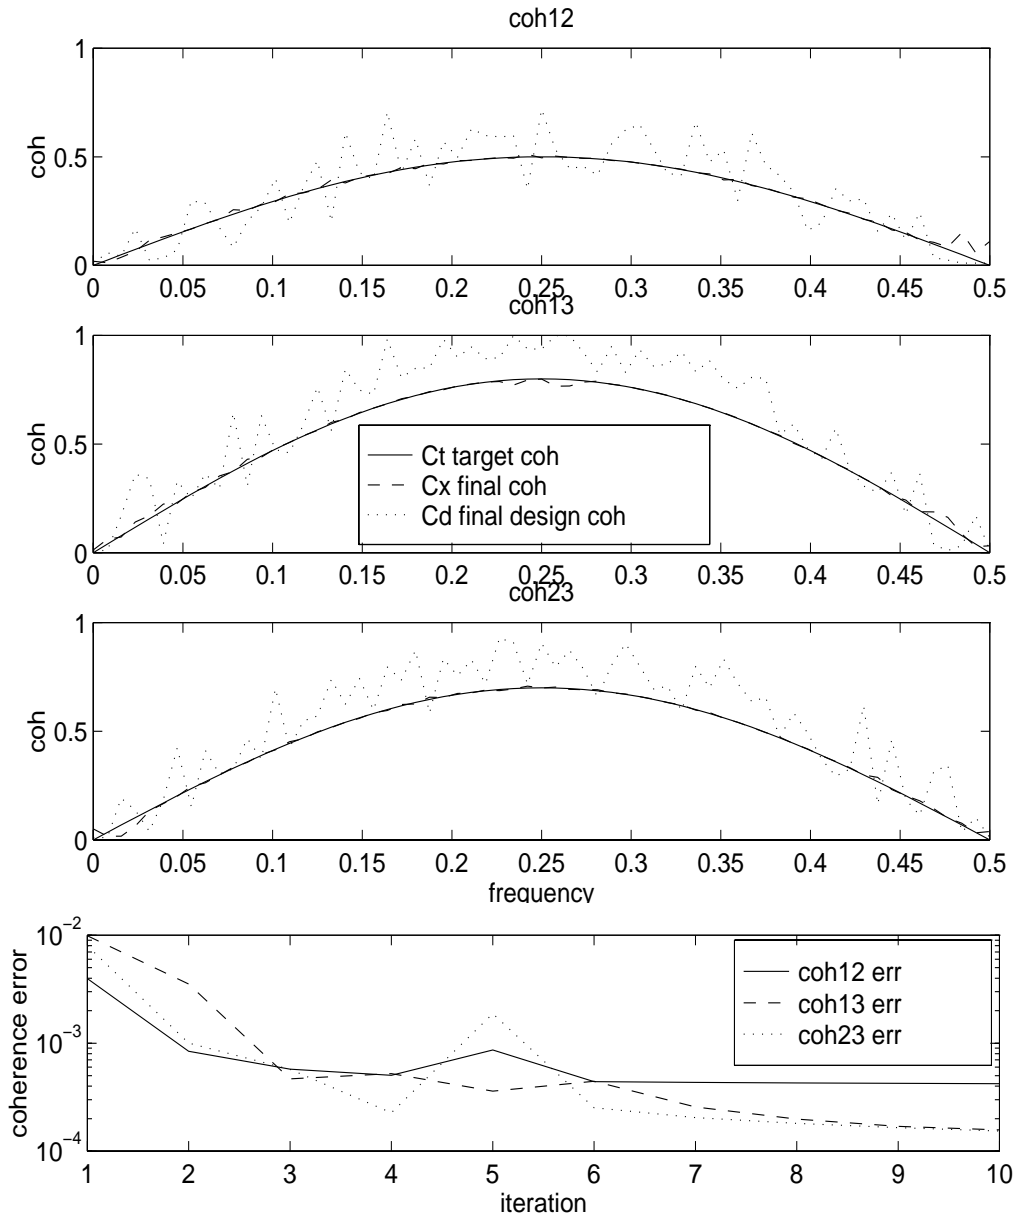 coh12
1
0.5
0
coh
0 0.05 0.1 0.15 0.2 0.25 0.3 0.35 0.4 0.45 0.5
coh13
1
0.5
0
coh
Ct target coh
Cx final coh
Cd final design coh
0 0.05 0.1 0.15 0.2 0.25 0.3 0.35 0.4 0.45 0.5
coh23
1
0.5
0
coh
0 0.05 0.1 0.15 0.2 0.25 0.3 0.35 0.4 0.45 0.5
frequency
10^−2
10^−3
10^−4
coherence error
coh12 err
coh13 err
coh23 err
1 2 3 4 5 6 7 8 9 10
iteration